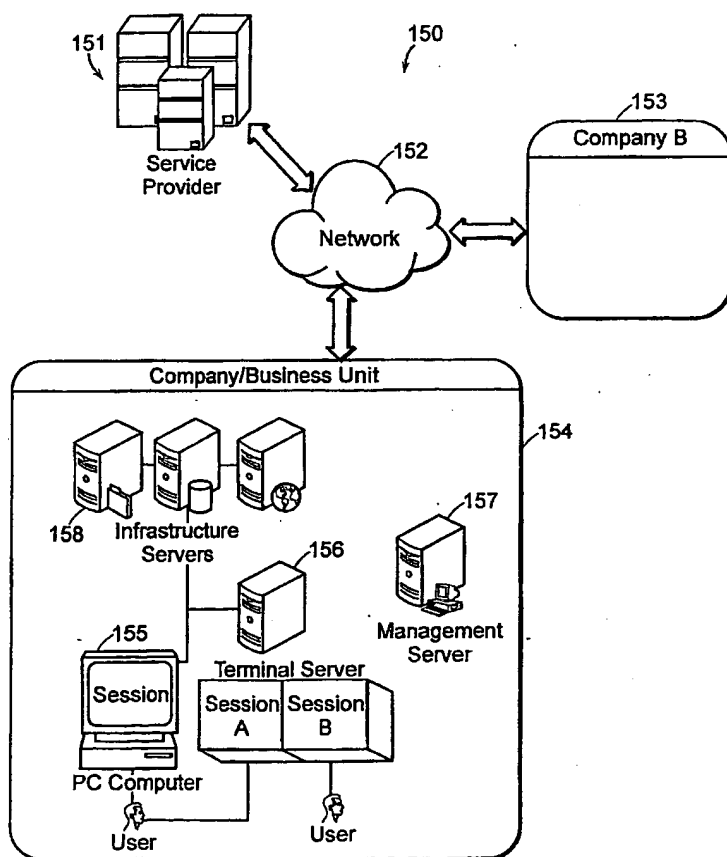 151
150
Service
Provider
152
Network
153
Company B
Company/Business Unit
154
158
Infrastructure
Servers
156
157
Management
Server
155
Session
PC Computer
Terminal Server
Session
A
Session
B
User
User